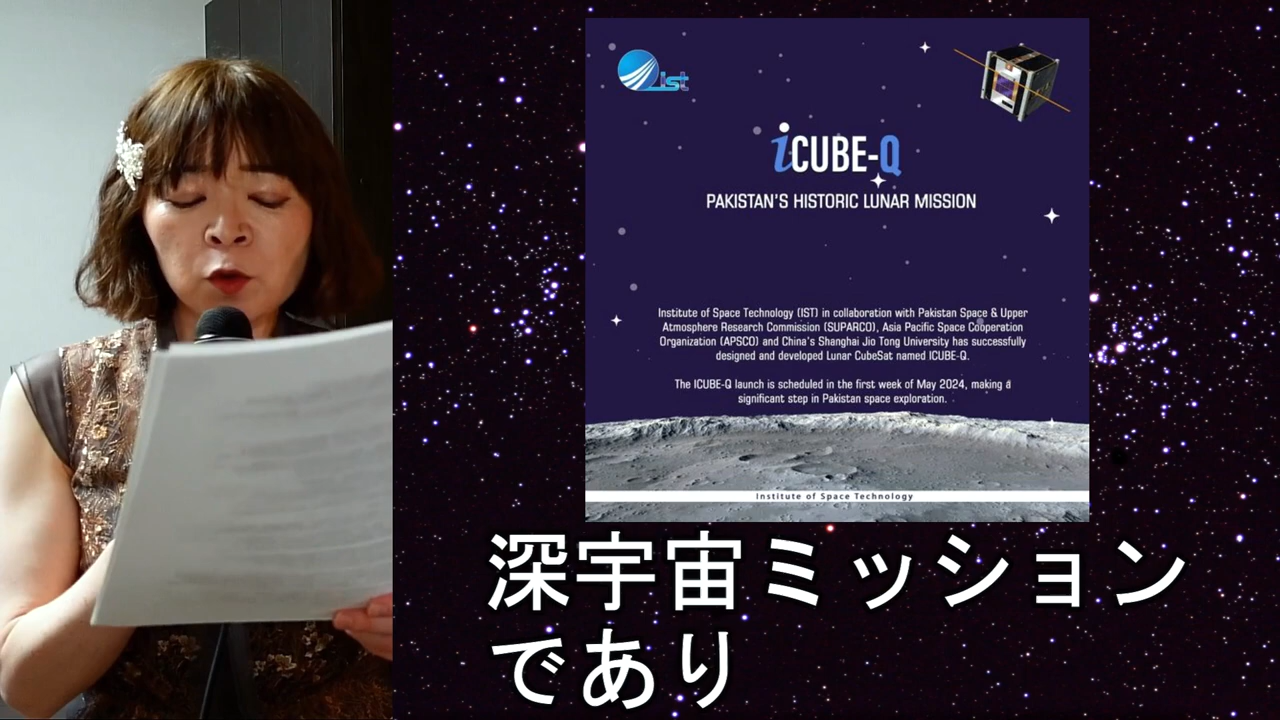 ist
iCUBE-Q
PAKISTAN'S HISTORIC LUNAR MISSION
Institute of Space Technology (IST) in collaboration with Pakistan Space & Upper
Atmosphere Research Commission (SUPARCO), Asia Pacific Space Cooperation
Organization (APSCO) and China's Shanghai Jio Tong University has successfully
designed and developed Lunar CubeSat named ICUBE-Q.
The ICUBE-Q launch is scheduled in the first week of May 2024, making a
significant step in Pakistan space exploration.
Institute of Space Technology
深宇宙ミッション
であり